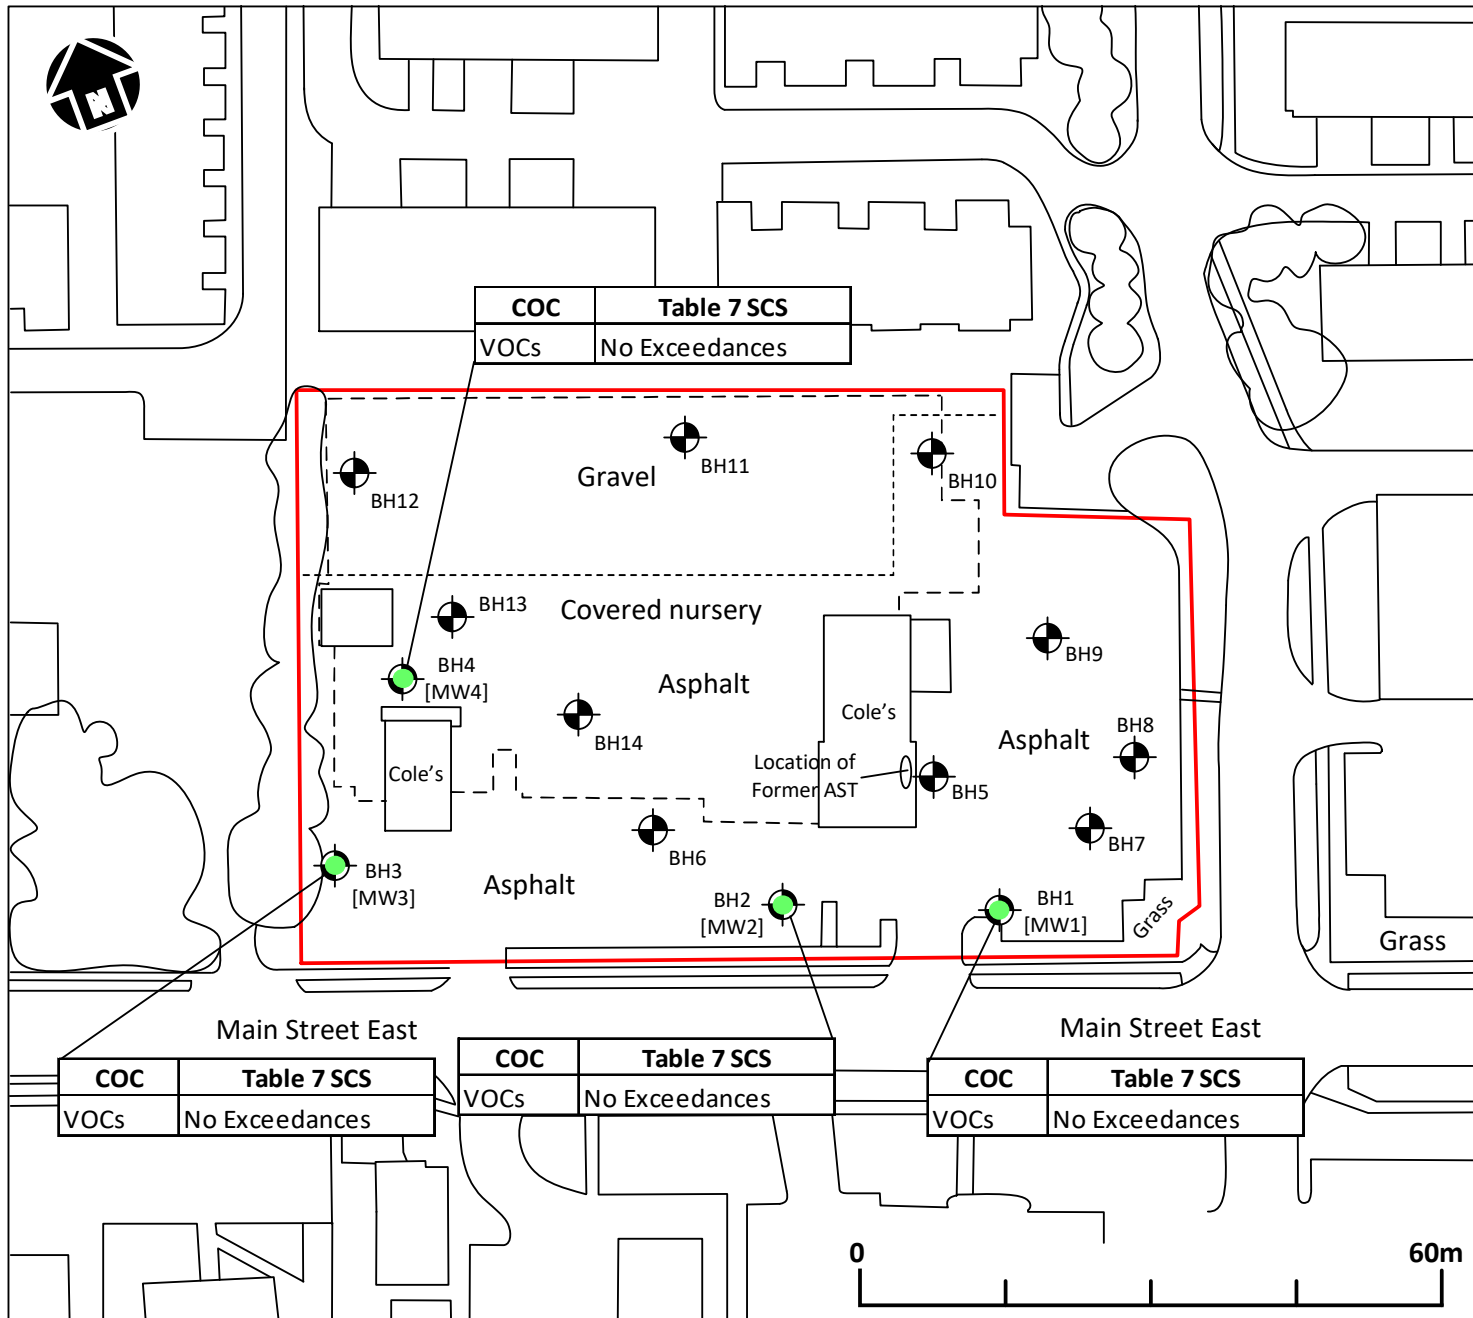 N
COC Table 7 SCS
VOCs No Exceedances
BH11
Gravel
BH10
BH12
BH13
Covered nursery
BH9
BH4
[MW4]
Asphalt
Cole's
BH14
Asphalt
BH8
Location of
Former AST
Cole's
BH5
BH7
BH6
BH3
[MW3]
Asphalt
BH2
[MW2]
BH1
[MW1]
Grass
Grass
Main Street East
Main Street East
COC Table 7 SCS
VOCs No Exceedances
COC Table 7 SCS
VOCs No Exceedances
COC Table 7 SCS
VOCs No Exceedances
0 60m